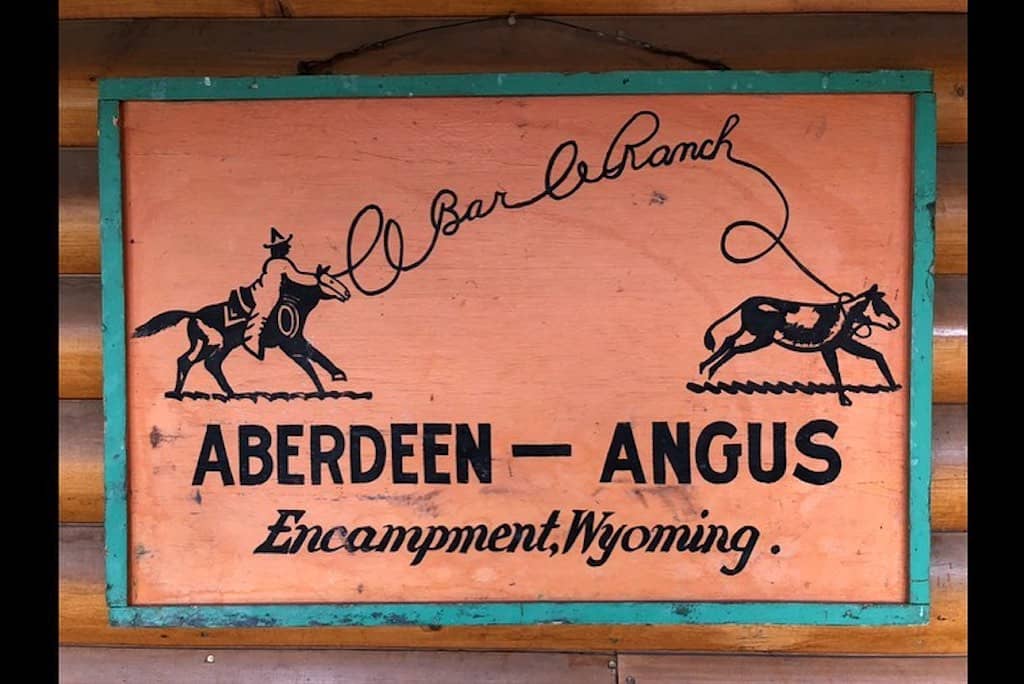 A Bar A Ranch
ABERDEEN — ANGUS
Encampment, Wyoming.